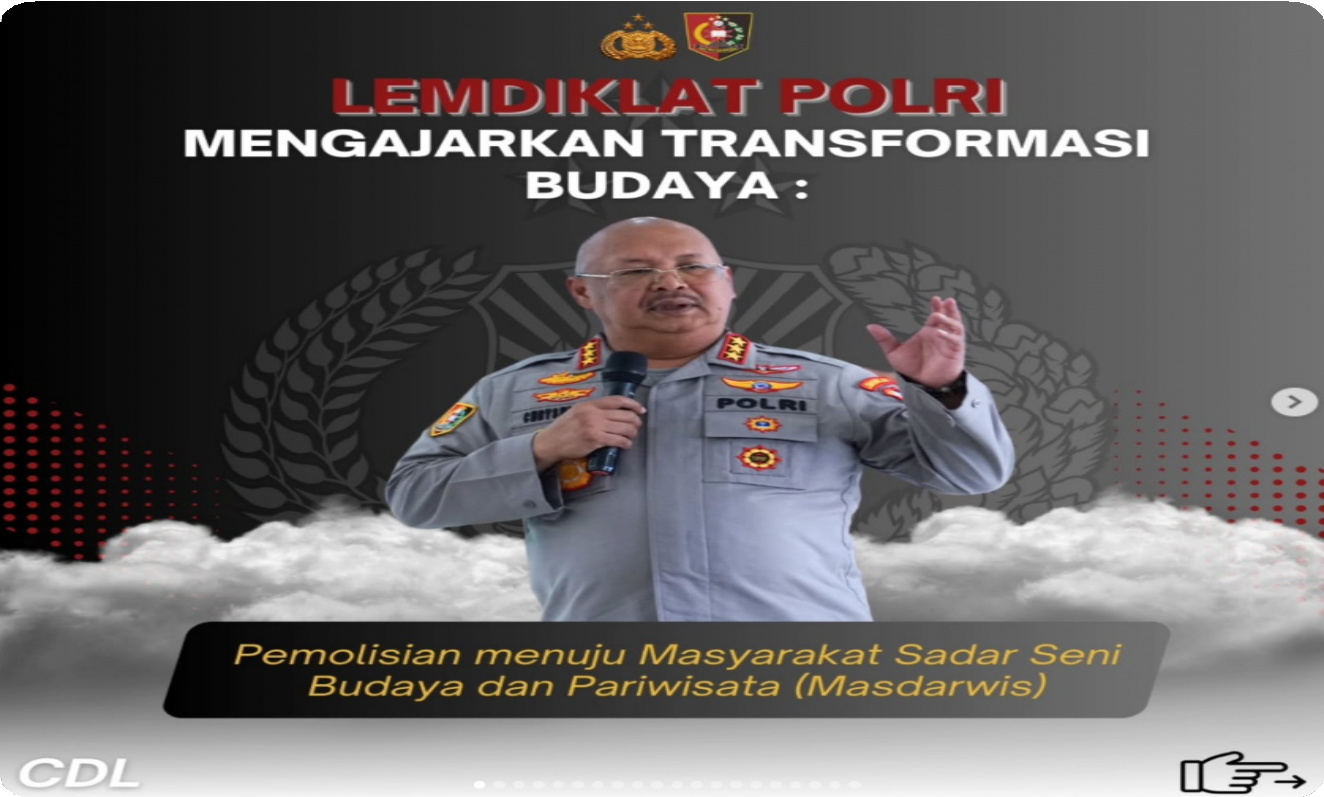 LEMDIKLAT POLRI
MENGAJARKAN TRANSFORMASI
BUDAYA :
POLRI
Pemolisian menuju Masyarakat Sadar Seni
Budaya dan Pariwisata (Masdarwis)
CDL